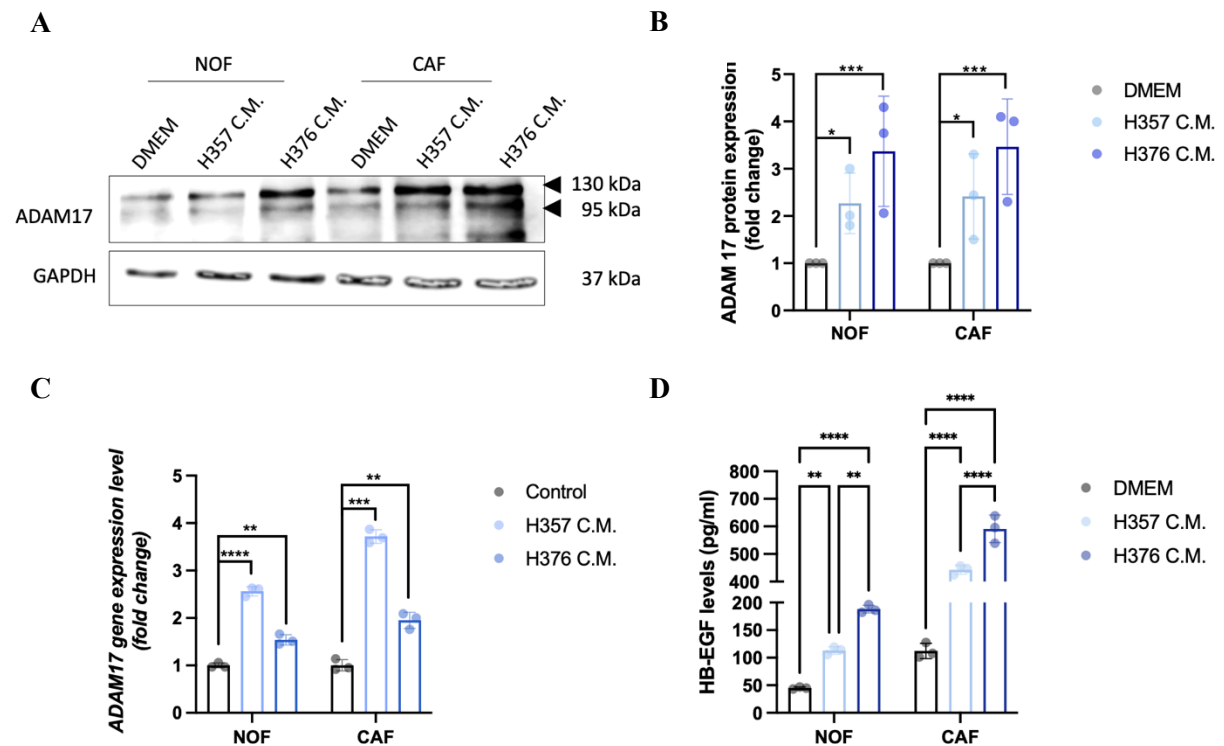 A
NOF CAF
DMEM H357 C.M. H376 C.M. DMEM H357 C.M. H376 C.M.
ADAM17
130 kDa
95 kDa
GAPDH
37 kDa
B
ADAM 17 protein expression
(fold change)
5
4
3
2
1
0
*** ***
* *
NOF CAF
DMEM
H357 C.M.
H376 C.M.
C
ADAM17 gene expression level
(fold change)
5
4
3
2
1
0
**
****
**
***
NOF CAF
Control
H357 C.M.
H376 C.M.
D
HB-EGF levels (pg/ml)
800
700
600
500
400
200
150
100
50
0
****
** **
****
****
****
NOF CAF
DMEM
H357 C.M.
H376 C.M.